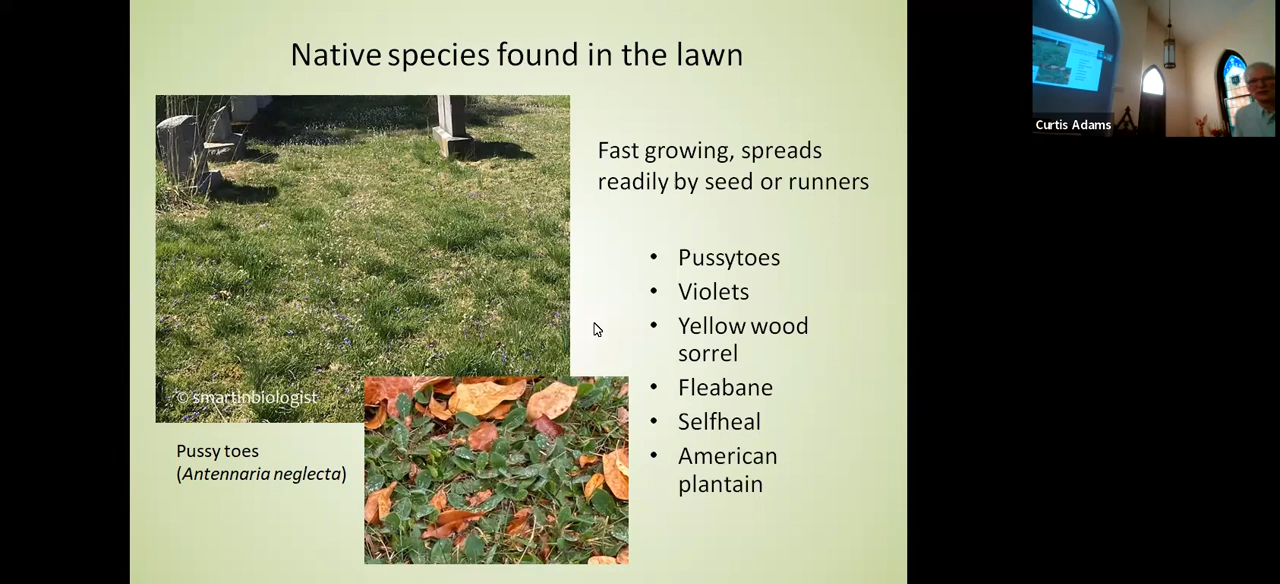 Native species found in the lawn
Fast growing, spreads
readily by seed or runners
• Pussytoes
• Violets
• Yellow wood
sorrel
• Fleabane
• Selfheal
• American
plantain
© smartinbiologist
Pussy toes
(Antennaria neglecta)
Curtis Adams